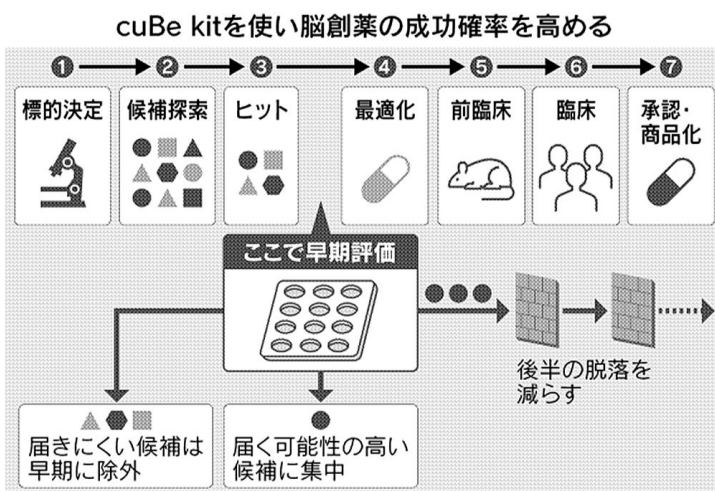 cuBe kitを使い脳創薬の成功確率を高める
❶
❷
❸
❹
❺
❻
❼
標的決定
候補探索
ヒット
最適化
前臨床
臨床
承認・
商品化
ここで早期評価
後半の脱落を
減らす
届きにくい候補は
早期に除外
届く可能性の高い
候補に集中